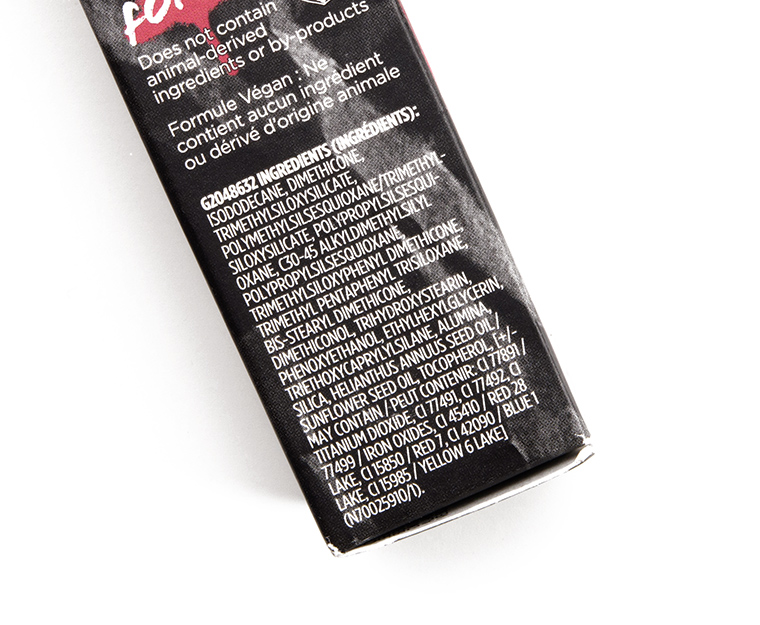 for
Does not contain
animal-derived
ingredients or by-products
Formule Végan : Ne
contient aucun ingrédient
ou dérivé d'origine animale
G2048632 INGREDIENTS (INGRÉDIENTS):
ISODODECANE, DIMETHICONE,
TRIMETHYLSILOXYSILICATE,
POLYMETHYLSILSESQUIOXANE/TRIMETHYL-
SILOXYSILICATE, POLYPROPYLSILSESQUI-
OXANE, C30-45 ALKYLDIMETHYLSILYL
POLYPROPYLSILSESQUIOXANE,
TRIMETHYLSILOXYPHENYL DIMETHICONE,
TRIMETHYL PENTAPHENYL TRISILOXANE,
BIS-STEARYL DIMETHICONE,
DIMETHICONOL, TRIHYDROXYSTEARIN,
PHENOXYETHANOL, ETHYLHEXYLGLYCERIN,
TRIETHOXYCAPRYLYLSILANE, ALUMINA,
SILICA, HELIANTHUS ANNUUS SEED OIL /
SUNFLOWER SEED OIL, TOCOPHEROL, [+/-
MAY CONTAIN / PEUT CONTENIR: CI 77891 /
TITANIUM DIOXIDE, CI 77491, CI 77492, CI
77499 / IRON OXIDES, CI 45410 / RED 28
LAKE, CI 15850 / RED 7, CI 42090 / BLUE 1
LAKE, CI 15985 / YELLOW 6 LAKE]
(N70025910/1).